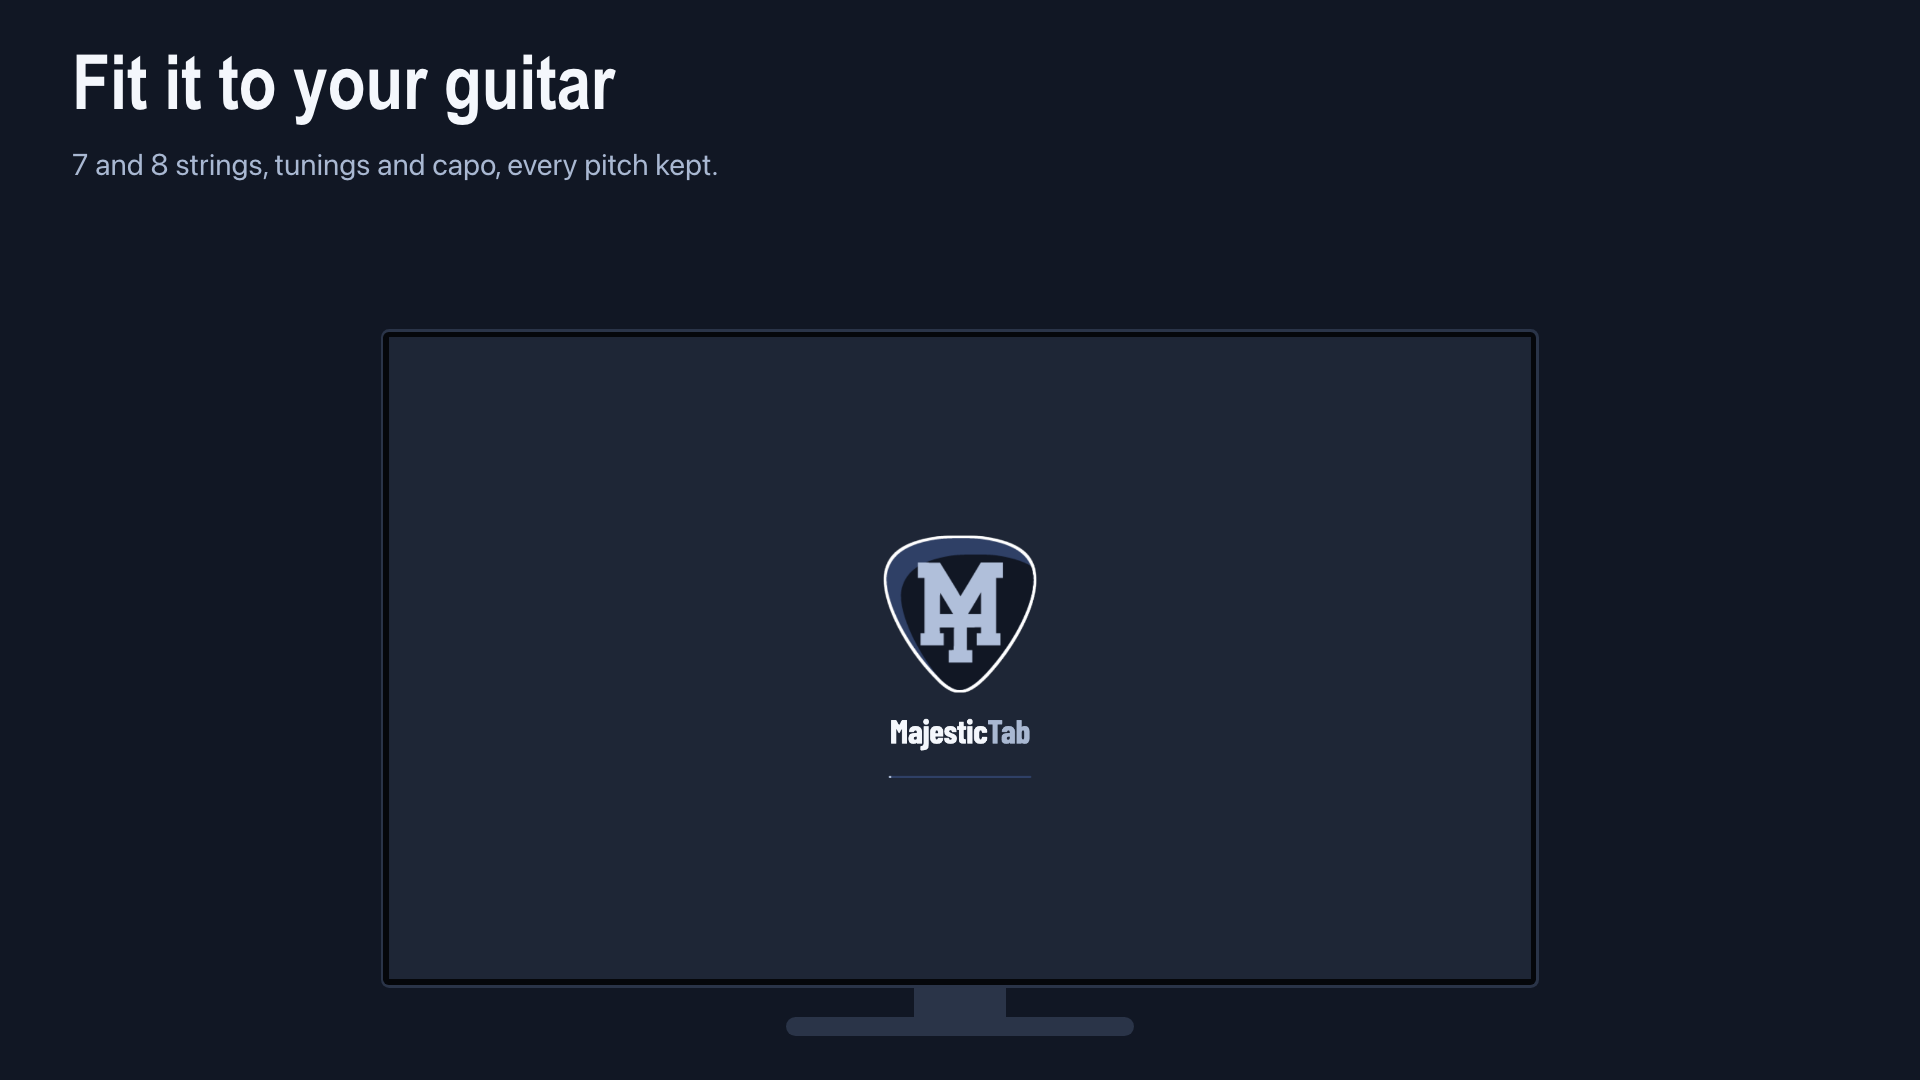 Fit it to your guitar
7 and 8 strings, tunings and capo, every pitch kept.
MT
MajesticTab